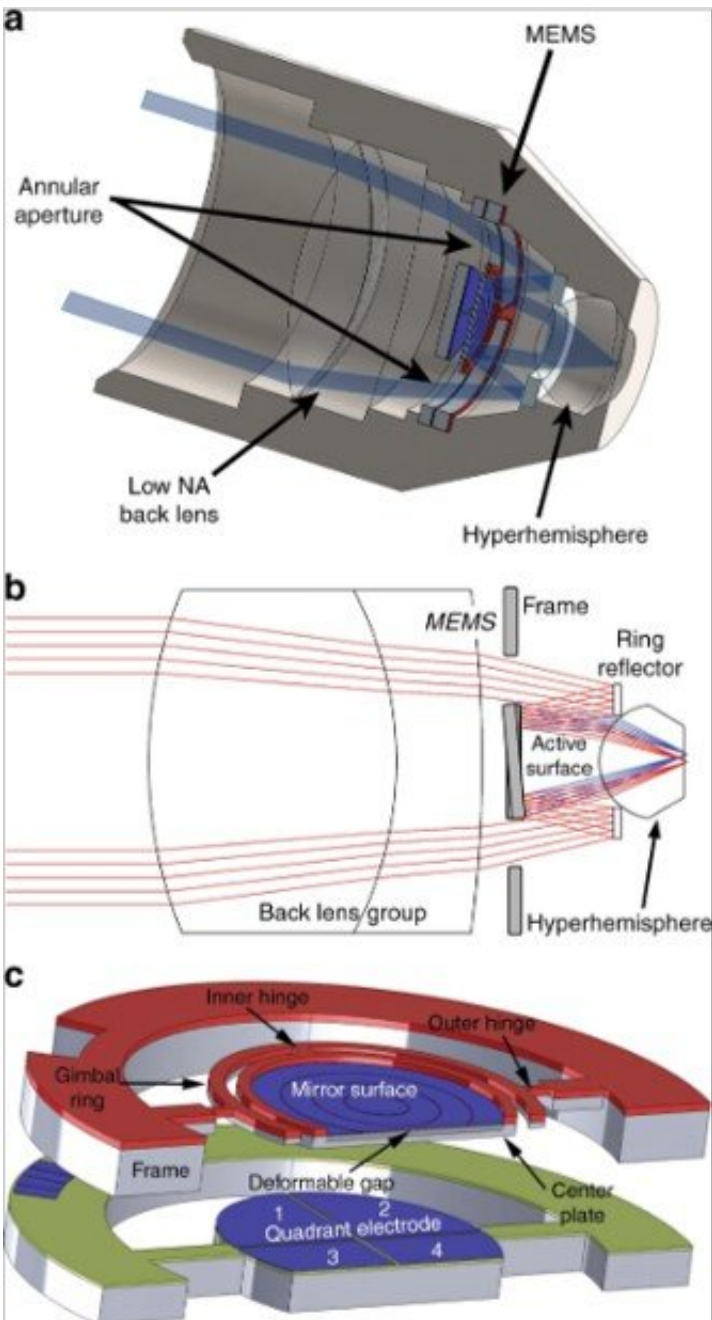 a
MEMS
Annular
aperture
Low NA
back lens
Hyperhemisphere
b
MEMS
Frame
Ring
reflector
Active
surface
Back lens group
Hyperhemisphere
c
Inner hinge
Outer hinge
Gimbal
ring
Mirror surface
Frame
Deformable gap
Center
plate
1
2
Quadrant electrode
3
4